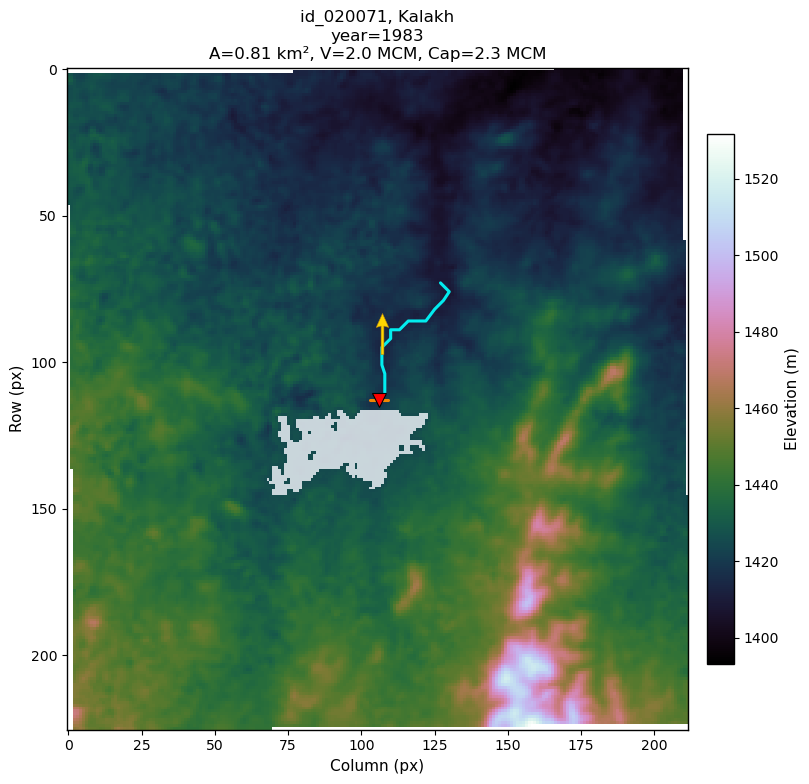 id_020071, Kalakh
year=1983
A=0.81 km², V=2.0 MCM, Cap=2.3 MCM
0
50
100
150
200
Row (px)
0 25 50 75 100 125 150 175 200
Column (px)
1520
1500
1480
1460
1440
1420
1400
Elevation (m)